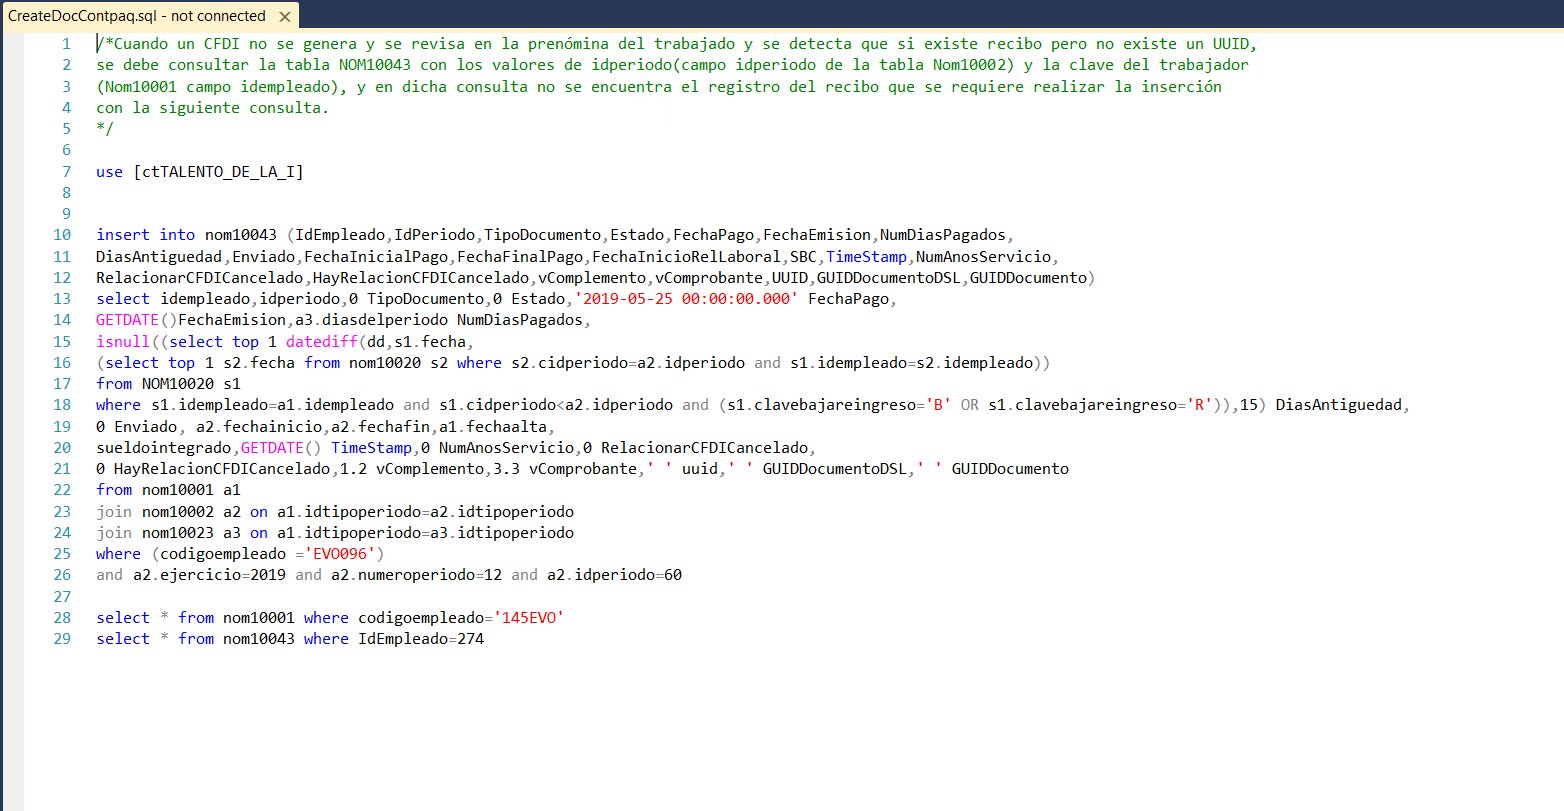 CreateDocContpaq.sql - not connected
1 /*Cuando un CFDI no se genera y se revisa en la prenómina del trabajado y se detecta que si existe recibo pero no existe un UUID,
2 se debe consultar la tabla NOM10043 con los valores de idperiodo(campo idperiodo de la tabla Nom10002) y la clave del trabajador
3 (Nom10001 campo idempleado), y en dicha consulta no se encuentra el registro del recibo que se requiere realizar la inserción
4 con la siguiente consulta.
5 */
6
7 use [ctTALENTO_DE_LA_I]
8
9
10 insert into nom10043 (IdEmpleado,IdPeriodo,TipoDocumento,Estado,FechaPago,FechaEmision,NumDiasPagados,
11 DiasAntiguedad,Enviado,FechaInicialPago,FechaFinalPago,FechaInicioRelLaboral,SBC,TimeStamp,NumAnosServicio,
12 RelacionarCFDICancelado,HayRelacionCFDICancelado,vComplemento,vComprobante,UUID,GUIDDocumentoDSL,GUIDDocumento)
13 select idempleado,idperiodo,0 TipoDocumento,0 Estado,'2019-05-25 00:00:00.000' FechaPago,
14 GETDATE()FechaEmision,a3.diasdelperiodo NumDiasPagados,
15 isnull((select top 1 datediff(dd,s1.fecha,
16 (select top 1 s2.fecha from nom10020 s2 where s2.cidperiodo=a2.idperiodo and s1.idempleado=s2.idempleado))
17 from NOM10020 s1
18 where s1.idempleado=a1.idempleado and s1.cidperiodo<a2.idperiodo and (s1.clavebajareingreso='B' OR s1.clavebajareingreso='R')),15) DiasAntiguedad,
19 0 Enviado, a2.fechainicio,a2.fechafin,a1.fechaalta,
20 sueldointegrado,GETDATE() TimeStamp,0 NumAnosServicio,0 RelacionarCFDICancelado,
21 0 HayRelacionCFDICancelado,1.2 vComplemento,3.3 vComprobante,' ' uuid,' ' GUIDDocumentoDSL,' ' GUIDDocumento
22 from nom10001 a1
23 join nom10002 a2 on a1.idtipoperiodo=a2.idtipoperiodo
24 join nom10023 a3 on a1.idtipoperiodo=a3.idtipoperiodo
25 where (codigoempleado ='EVO096')
26 and a2.ejercicio=2019 and a2.numeroperiodo=12 and a2.idperiodo=60
27
28 select * from nom10001 where codigoempleado='145EVO'
29 select * from nom10043 where IdEmpleado=274